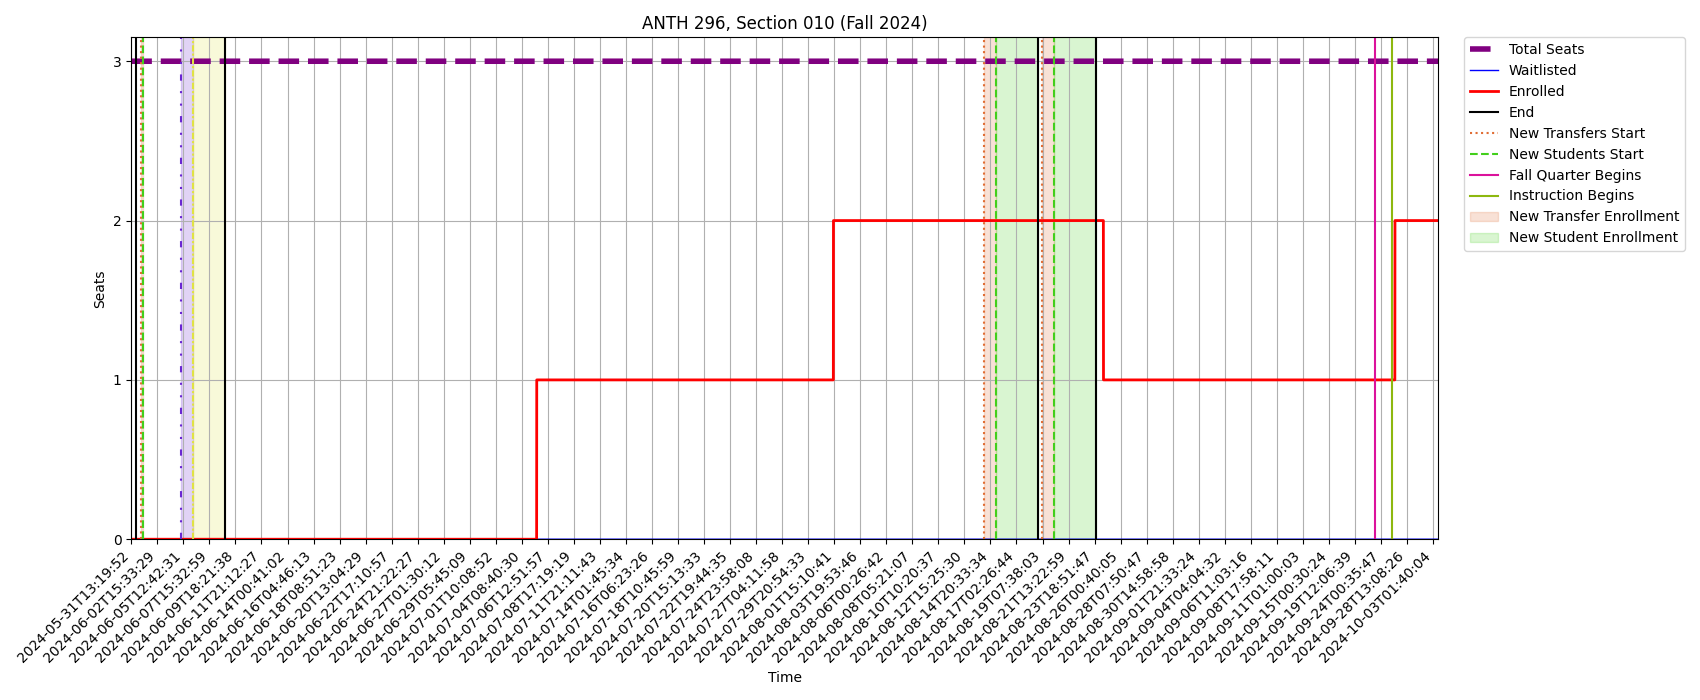 ANTH 296, Section 010 (Fall 2024)
Total Seats
Waitlisted
Enrolled
End
New Transfers Start
New Students Start
Fall Quarter Begins
Instruction Begins
New Transfer Enrollment
New Student Enrollment
Seats
3
2
1
0
2024-05-31T13:19:52
2024-06-02T15:33:29
2024-06-05T12:42:31
2024-06-07T15:32:59
2024-06-09T18:21:38
2024-06-11T21:12:27
2024-06-14T00:41:02
2024-06-16T04:46:13
2024-06-18T08:51:23
2024-06-20T13:04:29
2024-06-22T17:10:57
2024-06-24T21:22:27
2024-06-27T01:30:12
2024-06-29T05:45:09
2024-07-01T10:08:52
2024-07-04T08:40:30
2024-07-06T12:51:57
2024-07-08T17:19:19
2024-07-11T21:11:43
2024-07-14T01:45:34
2024-07-16T06:23:26
2024-07-18T10:45:59
2024-07-20T15:13:33
2024-07-22T19:44:35
2024-07-24T23:58:08
2024-07-27T04:11:58
2024-07-29T20:54:33
2024-08-01T15:10:41
2024-08-03T19:53:46
2024-08-06T00:26:42
2024-08-08T05:21:07
2024-08-10T10:20:37
2024-08-12T15:25:30
2024-08-14T20:33:34
2024-08-17T02:26:44
2024-08-19T07:38:03
2024-08-21T13:22:59
2024-08-23T18:51:47
2024-08-26T00:40:05
2024-08-28T07:50:47
2024-08-30T14:58:58
2024-09-01T21:33:24
2024-09-04T04:04:32
2024-09-06T11:03:16
2024-09-08T17:58:11
2024-09-11T01:00:03
2024-09-15T00:30:24
2024-09-19T12:06:39
2024-09-24T00:35:47
2024-09-28T13:08:26
2024-10-03T01:40:04
Time